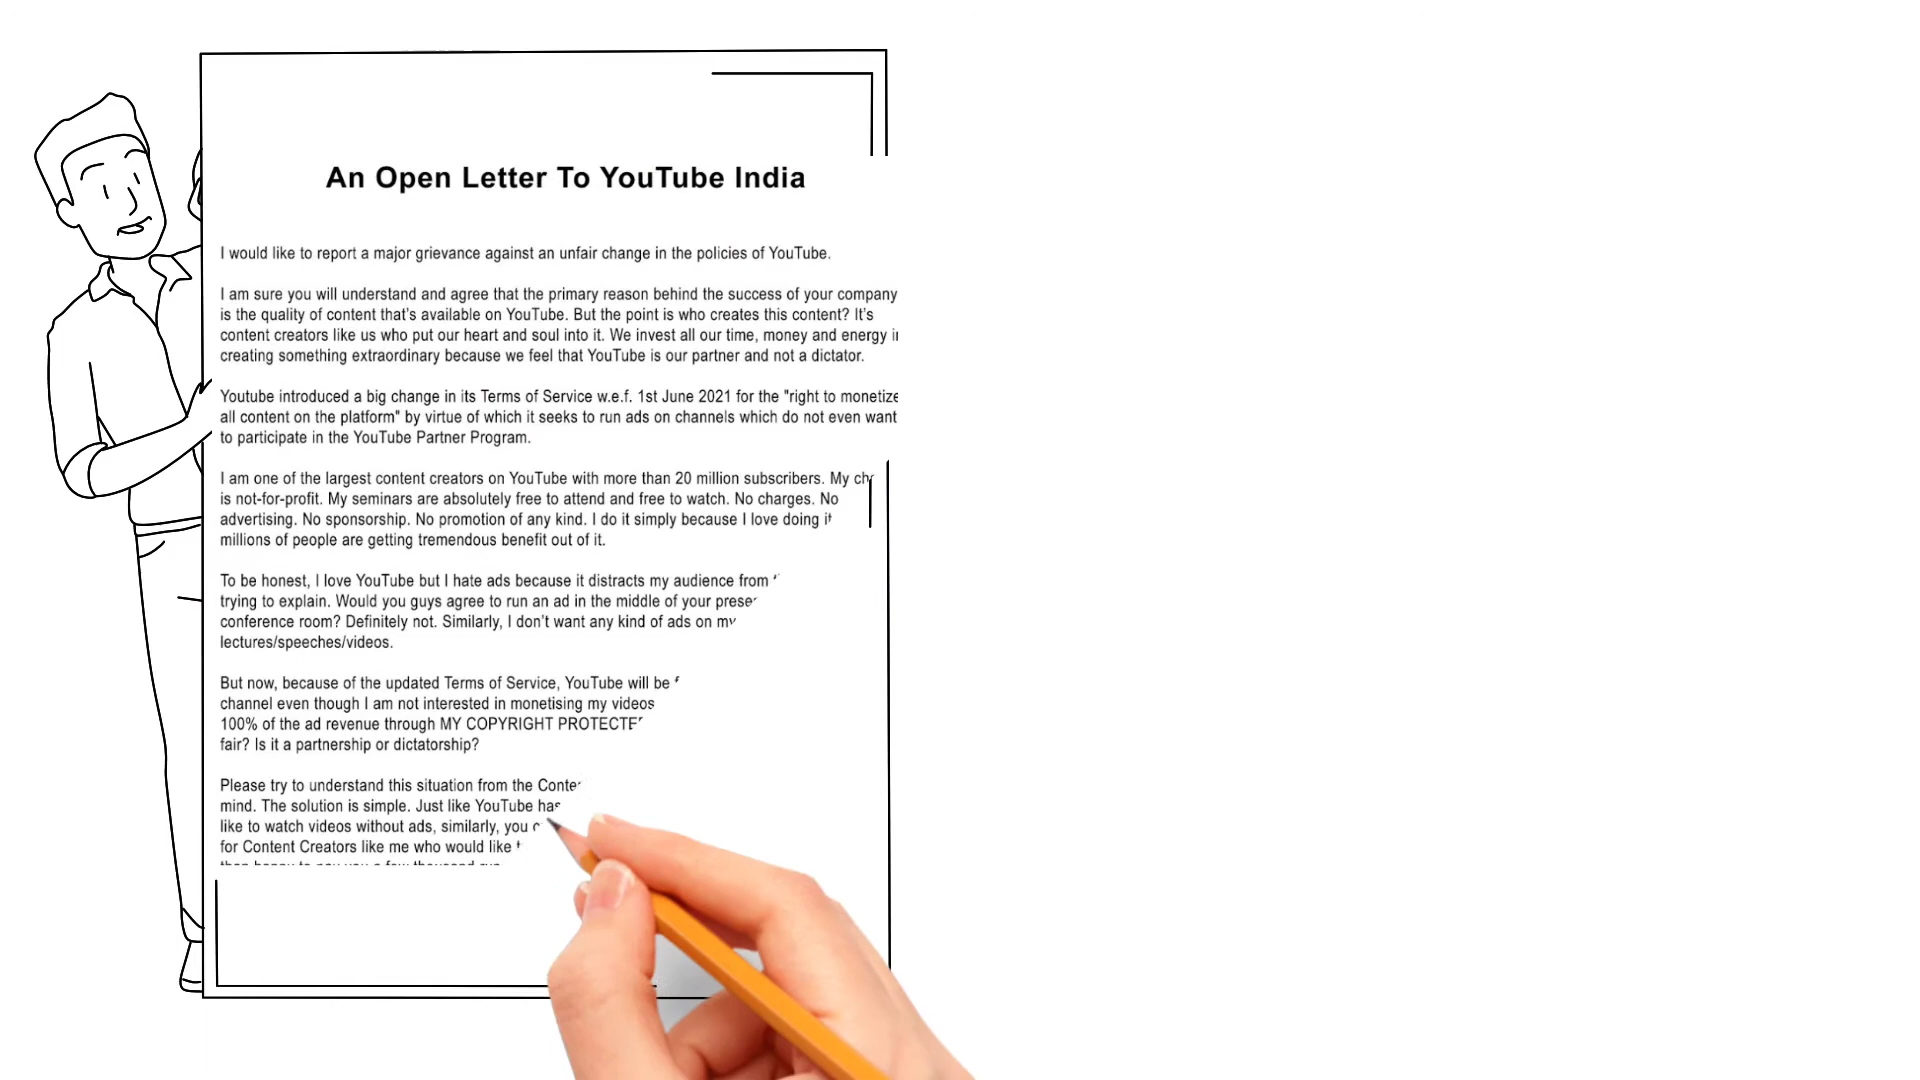 An Open Letter To YouTube India
I would like to report a major grievance against an unfair change in the policies of YouTube.
I am sure you will understand and agree that the primary reason behind the success of your company
is the quality of content that's available on YouTube. But the point is who creates this content? It's
content creators like us who put our heart and soul into it. We invest all our time, money and energy
creating something extraordinary because we feel that YouTube is our partner and not a dictator.
Youtube introduced a big change in its Terms of Service w.e.f. 1st June 2021 for the "right to monetize
all content on the platform" by virtue of which it seeks to run ads on channels which do not even want
to participate in the YouTube Partner Program.
I am one of the largest content creators on YouTube with more than 20 million subscribers. My
is not-for-profit. My seminars are absolutely free to attend and free to watch. No charges. No
advertising. No sponsorship. No promotion of any kind. I do it simply because I love doing
millions of people are getting tremendous benefit out of it.
To be honest, I love YouTube but I hate ads because it distracts my audience from
trying to explain. Would you guys agree to run an ad in the middle of your
conference room? Definitely not. Similarly, I don't want any kind of ads on
lectures/speeches/videos.
But now, because of the updated Terms of Service, YouTube will be
channel even though I am not interested in monetising my videos
100% of the ad revenue through MY COPYRIGHT
fair? Is it a partnership or dictatorship?
Please try to understand this situation from the
mind. The solution is simple. Just like YouTube has
like to watch videos without ads, similarly, you
for Content Creators like me who would like